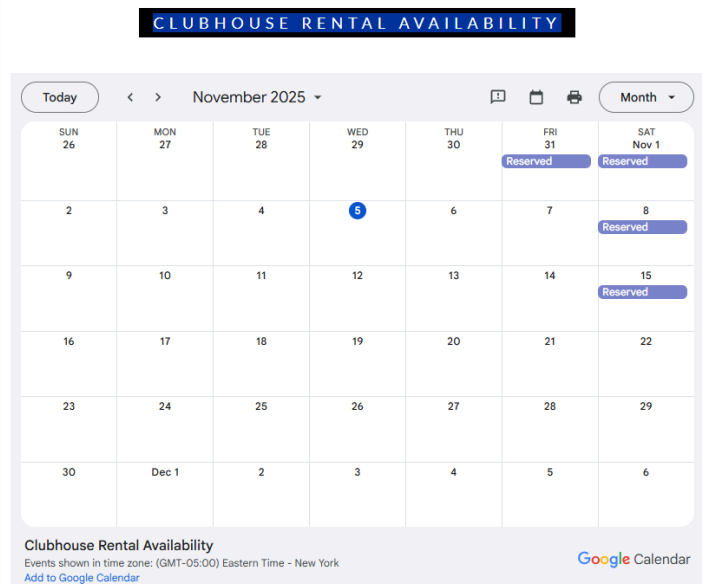 CLUBHOUSE RENTAL AVAILABILITY
Today November 2025 Month
SUN MON TUE WED THU FRI SAT
26 27 28 29 30 31 Nov 1
Reserved Reserved
2 3 4 5 6 7 8
Reserved
9 10 11 12 13 14 15
Reserved
16 17 18 19 20 21 22
23 24 25 26 27 28 29
30 Dec 1 2 3 4 5 6
Clubhouse Rental Availability
Events shown in time zone: (GMT-05:00) Eastern Time - New York
Add to Google Calendar
Google Calendar